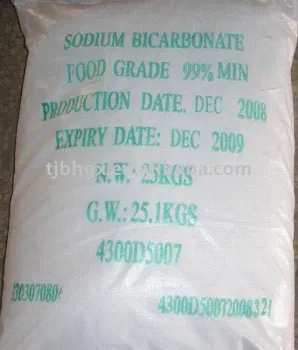 SODIUM BICARBONATE
FOOD GRADE 99% MIN
PRODUCTION DATE. DEC 2008
EXPIRY DATE: DEC 2009
N.W. 25KGS
G.W.: 25.1KGS
4300D5007
4300D50072008321